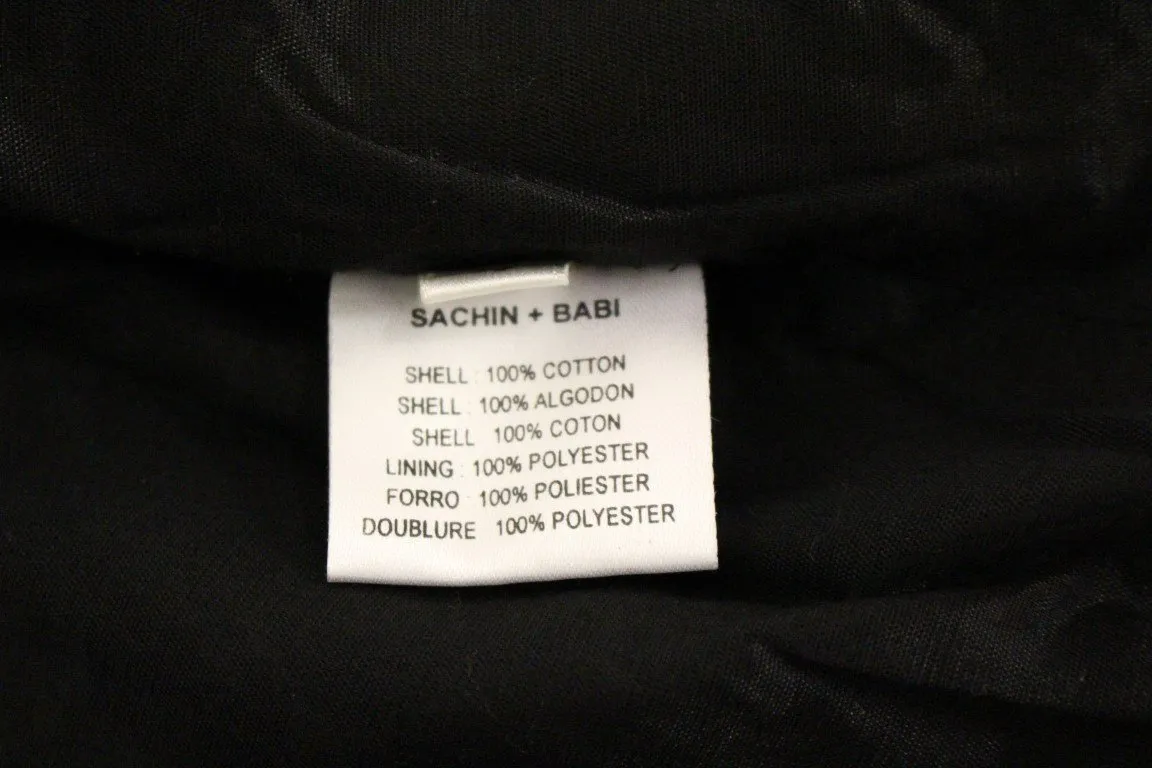 SACHIN + BABI
SHELL : 100% COTTON
SHELL : 100% ALGODON
SHELL 100% COTON
LINING : 100% POLYESTER
FORRO 100% POLIESTER
DOUBLURE 100% POLYESTER